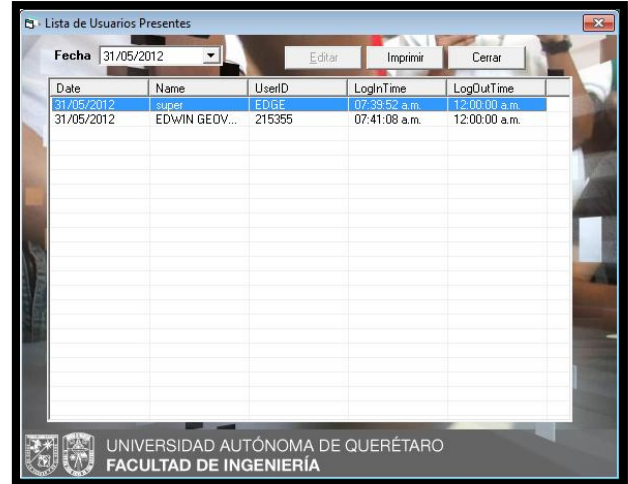 Lista de Usuarios Presentes
Fecha 31/05/2012 Editar Imprimir Cerrar
Date Name UserID LogInTime LogOutTime
31/05/2012 super EDGE 07:39:52 a.m. 12:00:00 a.m.
31/05/2012 EDWIN GEOV... 215355 07:41:08 a.m. 12:00:00 a.m.
UNIVERSIDAD AUTÓNOMA DE QUERÉTARO
FACULTAD DE INGENIERÍA